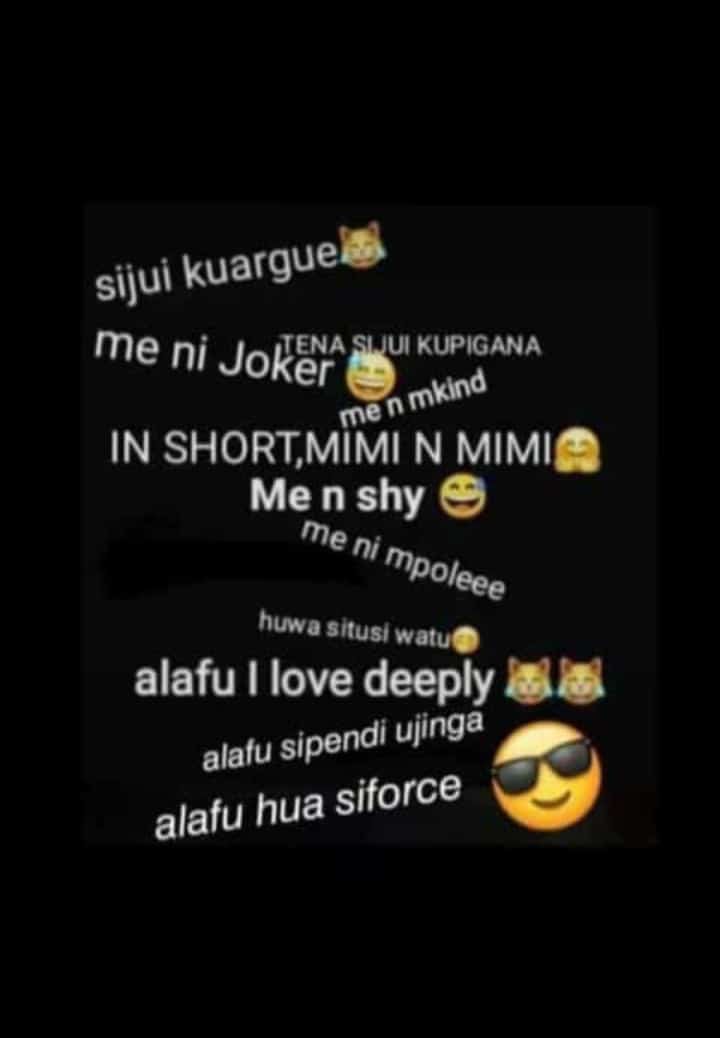 sijui kuargue😹
TENA SIJUI KUPIGANA
me ni Joker 😅
me n mkind
IN SHORT,MIMI N MIMI🤗
Me n shy 😅
me ni mpoleee
huwa situsi watu🤗
alafu I love deeply 😹😹
alafu sipendi ujinga
alafu hua siforce 😎